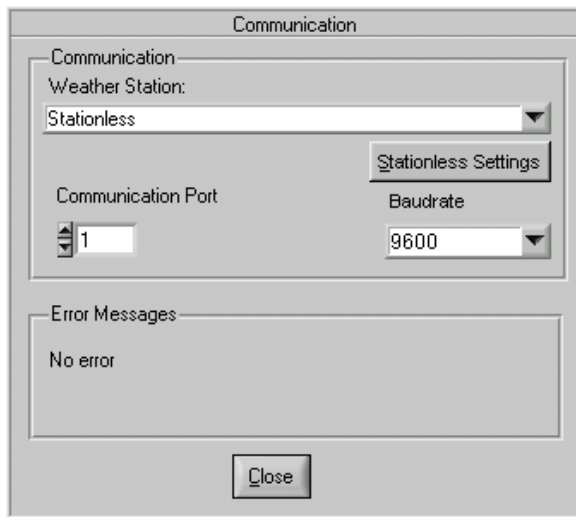 Communication
Communication
Weather Station:
Stationless
Stationless Settings
Communication Port
Baudrate
1
9600
Error Messages
No error
Close